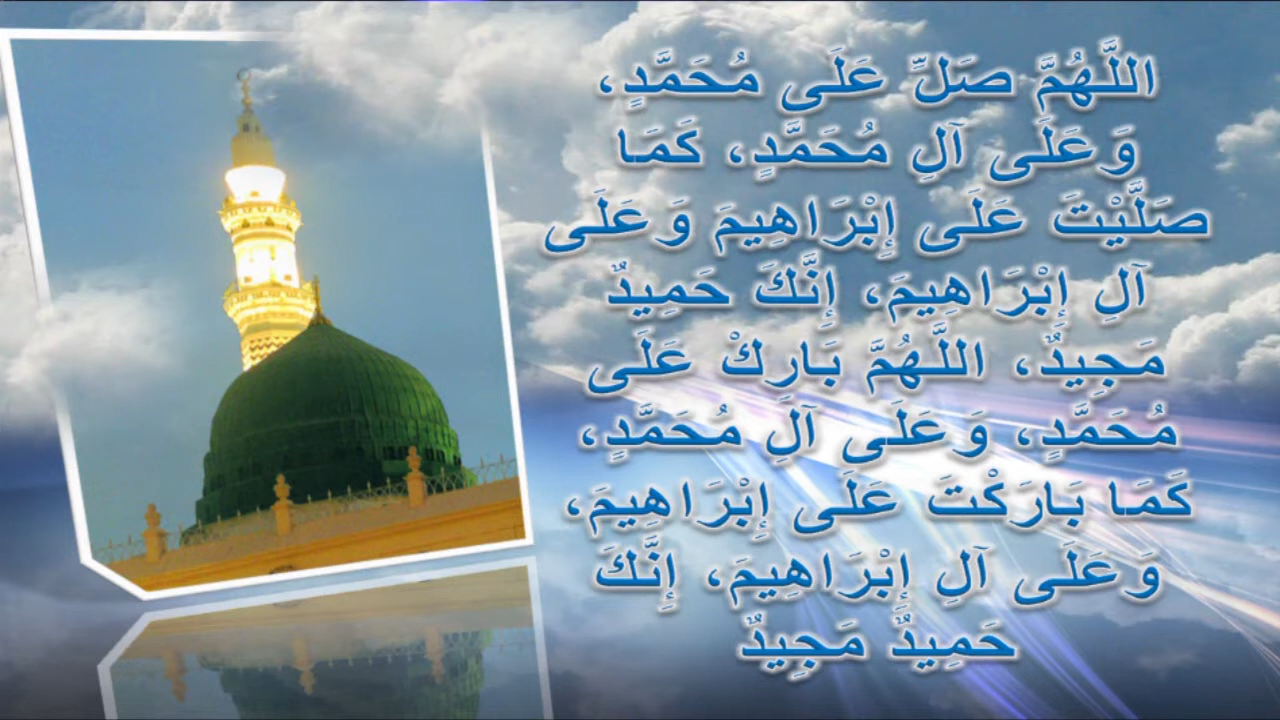 اللَّهُمَّ صَلِّ عَلَى مُحَمَّدٍ،
وَعَلَى آلِ مُحَمَّدٍ، كَمَا
صَلَّيْتَ عَلَى إِبْرَاهِيمَ وَعَلَى
آلِ إِبْرَاهِيمَ، إِنَّكَ حَمِيدٌ
مَجِيدٌ، اللَّهُمَّ بَارِكْ عَلَى
مُحَمَّدٍ، وَعَلَى آلِ مُحَمَّدٍ،
كَمَا بَارَكْتَ عَلَى إِبْرَاهِيمَ،
وَعَلَى آلِ إِبْرَاهِيمَ، إِنَّكَ
حَمِيدٌ مَجِيدٌ